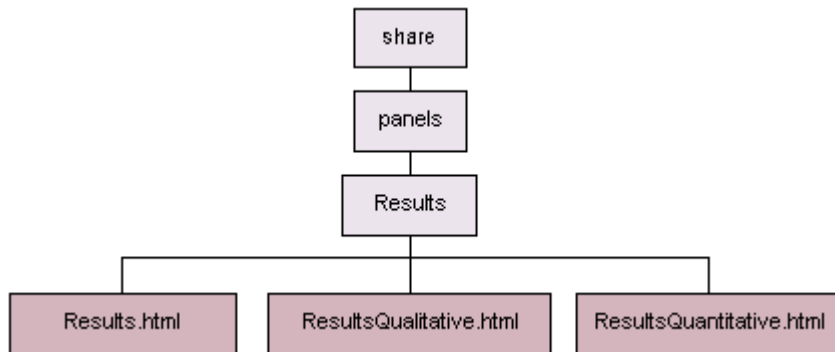 share
panels
Results
Results.html
ResultsQualitative.html
ResultsQuantitative.html